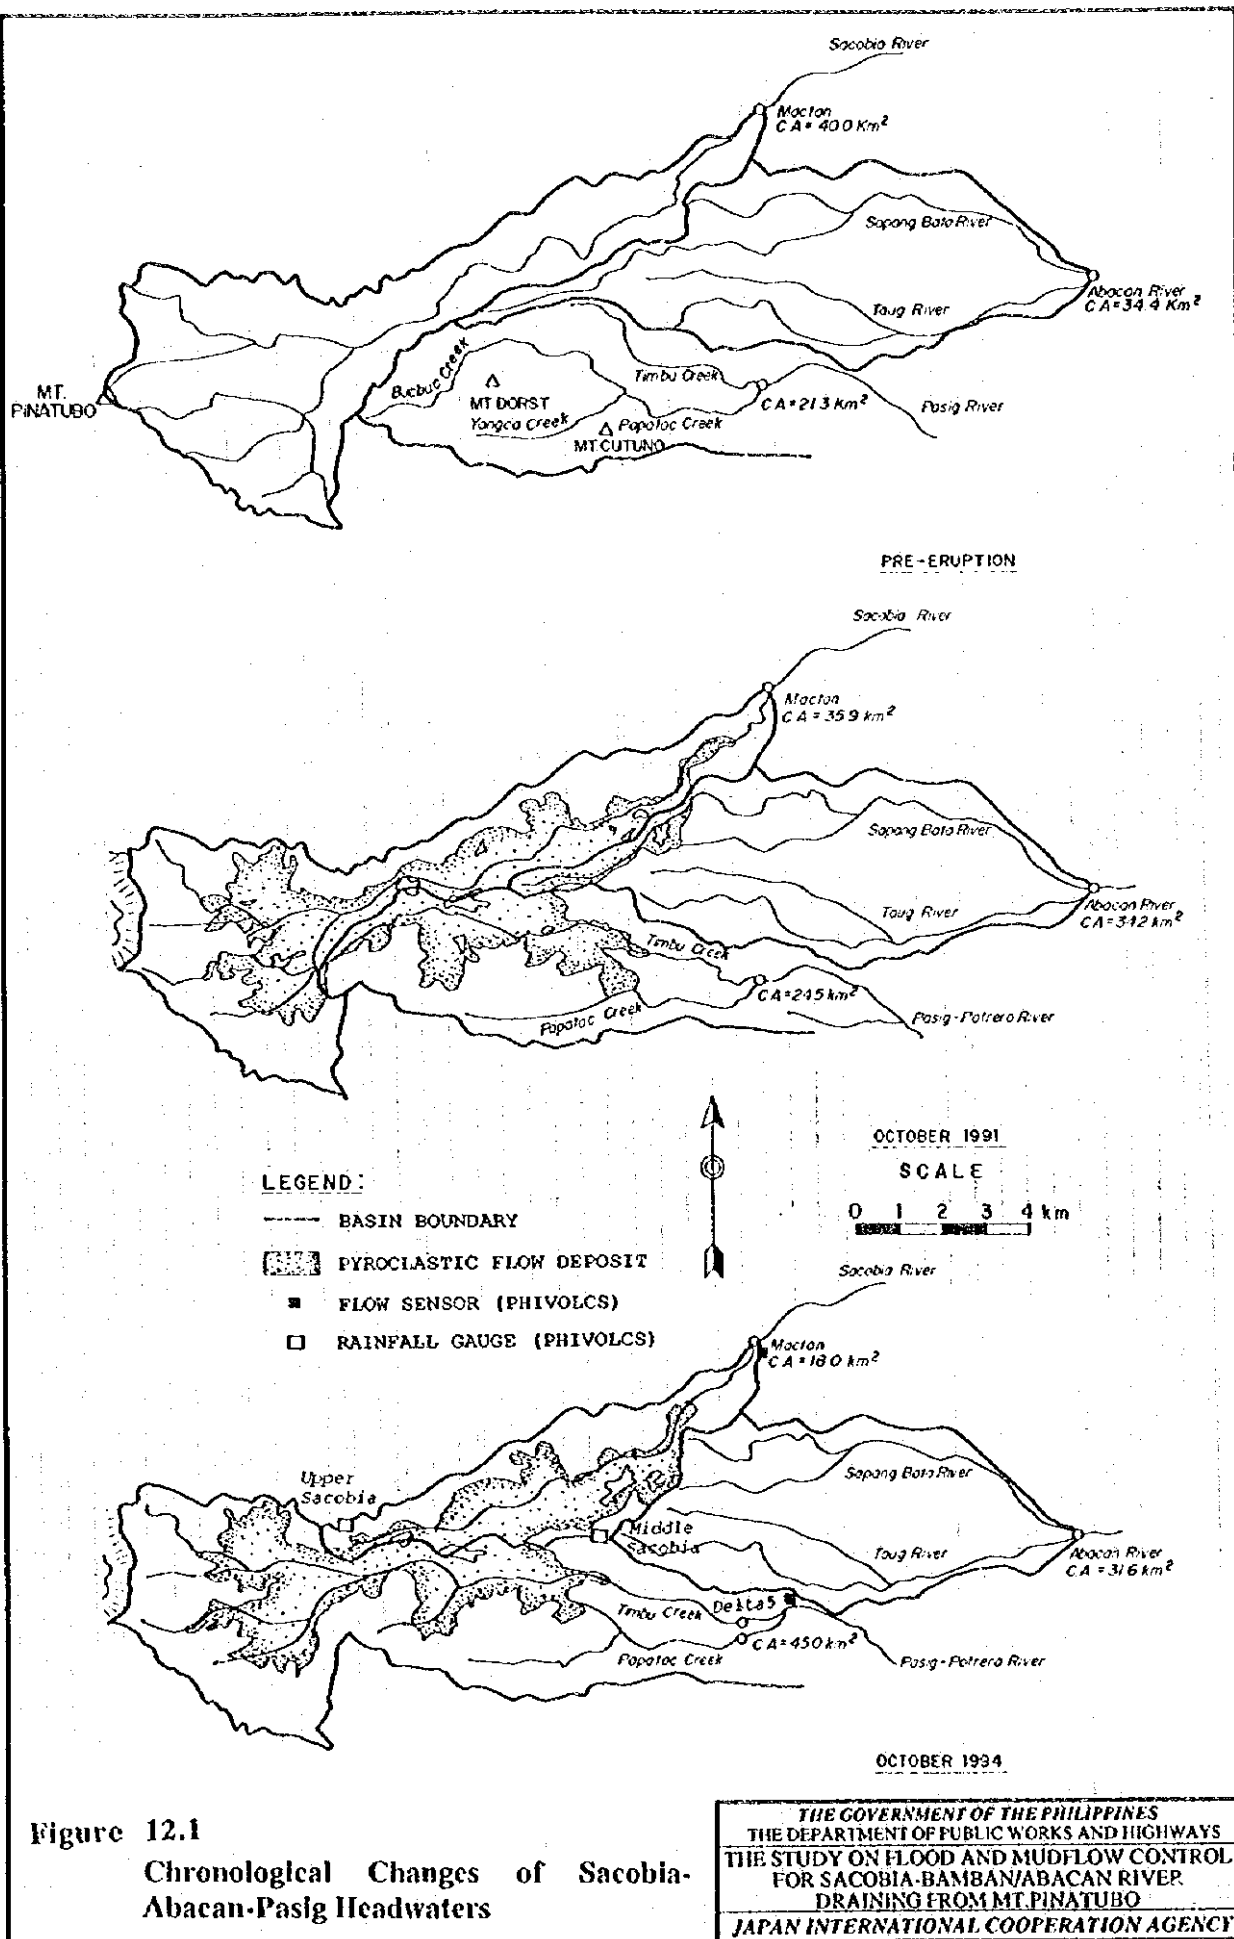 Sacobia River
Mactan
CA = 40.0 Km²
Sapang Bato River
Abacan River
CA = 34.4 Km²
Taug River
Bucbuc Creek
Timbu Creek
MT. PINATUBO
MT. DORST
CA = 21.3 Km²
Pasig River
Yangca Creek
Papatac Creek
MT. CUTUNO
PRE-ERUPTION
Sacobia River
Mactan
CA = 35.9 km²
Sapang Bato River
Abacan River
CA = 34.2 km²
Taug River
Timbu Creek
CA = 24.5 km²
Papatac Creek
Pasig-Potrero River
OCTOBER 1991
SCALE
0 1 2 3 4 km
LEGEND:
BASIN BOUNDARY
PYROCLASTIC FLOW DEPOSIT
FLOW SENSOR (PHIVOLCS)
RAINFALL GAUGE (PHIVOLCS)
Sacobia River
Mactan
CA = 18.0 km²
Upper
Sacobia
Sapang Bato River
Middle
Sacobia
Taug River
Abacan River
CA = 31.6 km²
Timbu Creek
Delta5
CA = 45.0 km²
Papatac Creek
Pasig-Potrero River
OCTOBER 1994
Figure 12.1
Chronological Changes of Sacobia-
Abacan-Pasig Headwaters
THE GOVERNMENT OF THE PHILIPPINES
THE DEPARTMENT OF PUBLIC WORKS AND HIGHWAYS
THE STUDY ON FLOOD AND MUDFLOW CONTROL
FOR SACOBIA-BAMBAN/ABACAN RIVER
DRAINING FROM MT.PINATUBO
JAPAN INTERNATIONAL COOPERATION AGENCY